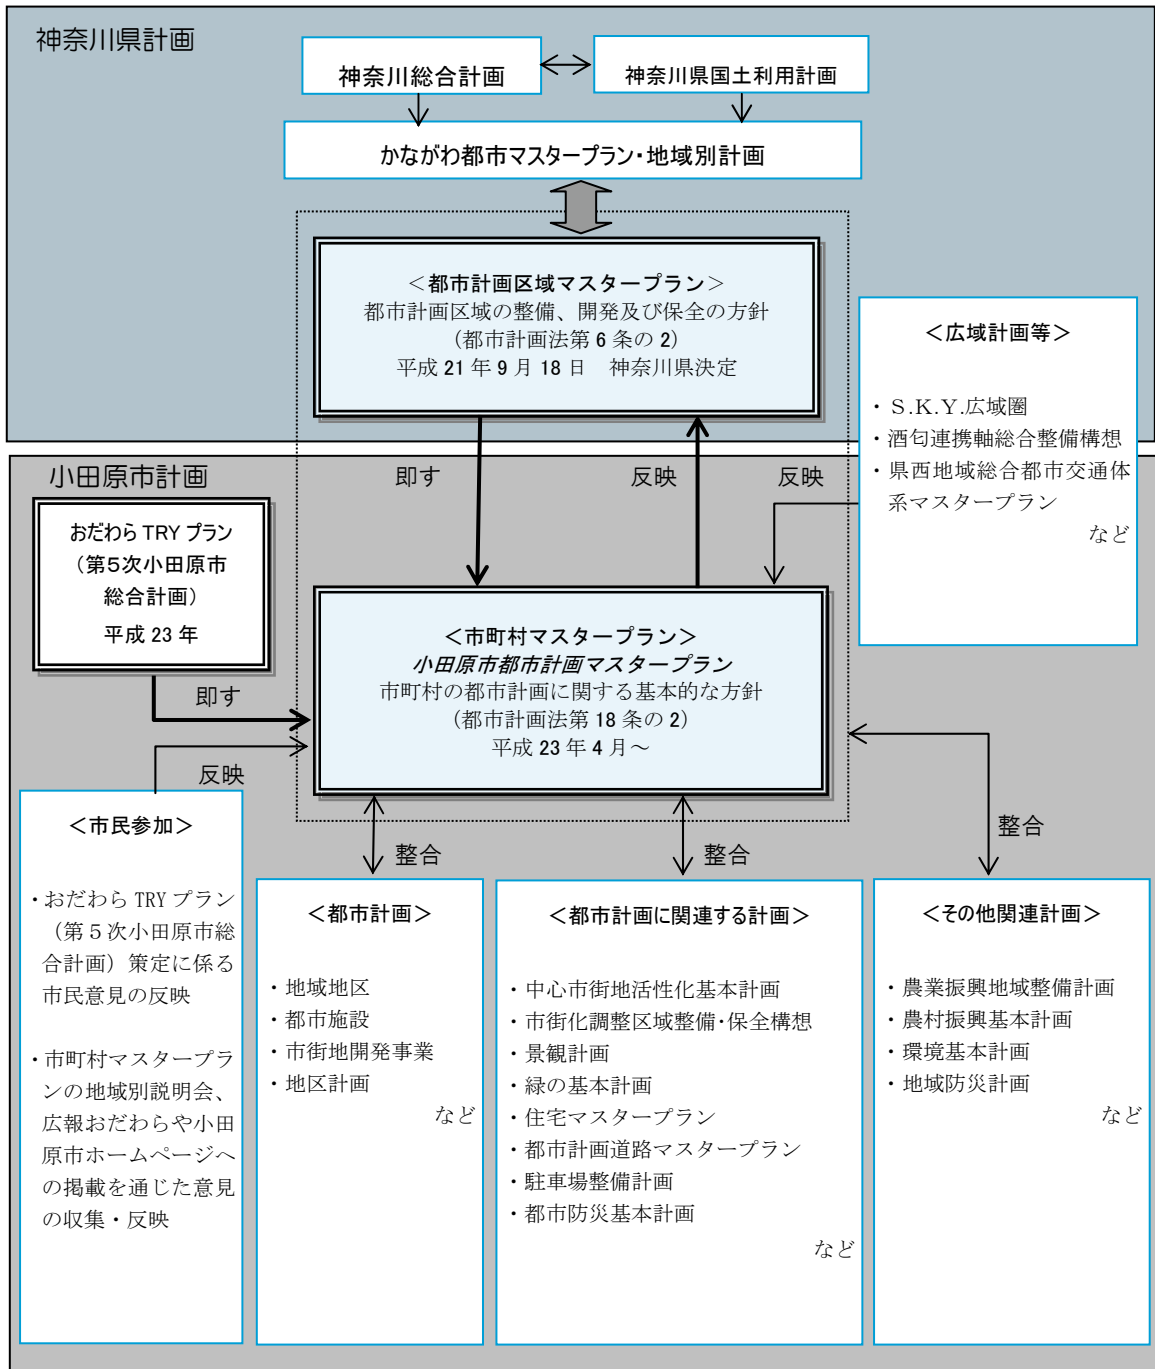 神奈川県計画
神奈川総合計画
神奈川県国土利用計画
かながわ都市マスタープラン・地域別計画
＜都市計画区域マスタープラン＞
都市計画区域の整備、開発及び保全の方針
（都市計画法第 6 条の 2）
平成 21 年 9 月 18 日　神奈川県決定
＜広域計画等＞
・Ｓ.Ｋ.Ｙ.広域圏
・酒匂連携軸総合整備構想
・県西地域総合都市交通体
系マスタープラン
など
小田原市計画
即す
反映
反映
おだわら TRY プラン
（第５次小田原市
総合計画）
平成 23 年
即す
＜市町村マスタープラン＞
小田原市都市計画マスタープラン
市町村の都市計画に関する基本的な方針
（都市計画法第 18 条の 2）
平成 23 年 4 月～
反映
整合
整合
整合
＜市民参加＞
・おだわら TRY プラン
（第５次小田原市総
合計画）策定に係る
市民意見の反映
・市町村マスタープラ
ンの地域別説明会、
広報おだわらや小田
原市ホームページへ
の掲載を通じた意見
の収集・反映
＜都市計画＞
・地域地区
・都市施設
・市街地開発事業
・地区計画
など
＜都市計画に関連する計画＞
・中心市街地活性化基本計画
・市街化調整区域整備・保全構想
・景観計画
・緑の基本計画
・住宅マスタープラン
・都市計画道路マスタープラン
・駐車場整備計画
・都市防災基本計画
など
＜その他関連計画＞
・農業振興地域整備計画
・農村振興基本計画
・環境基本計画
・地域防災計画
など